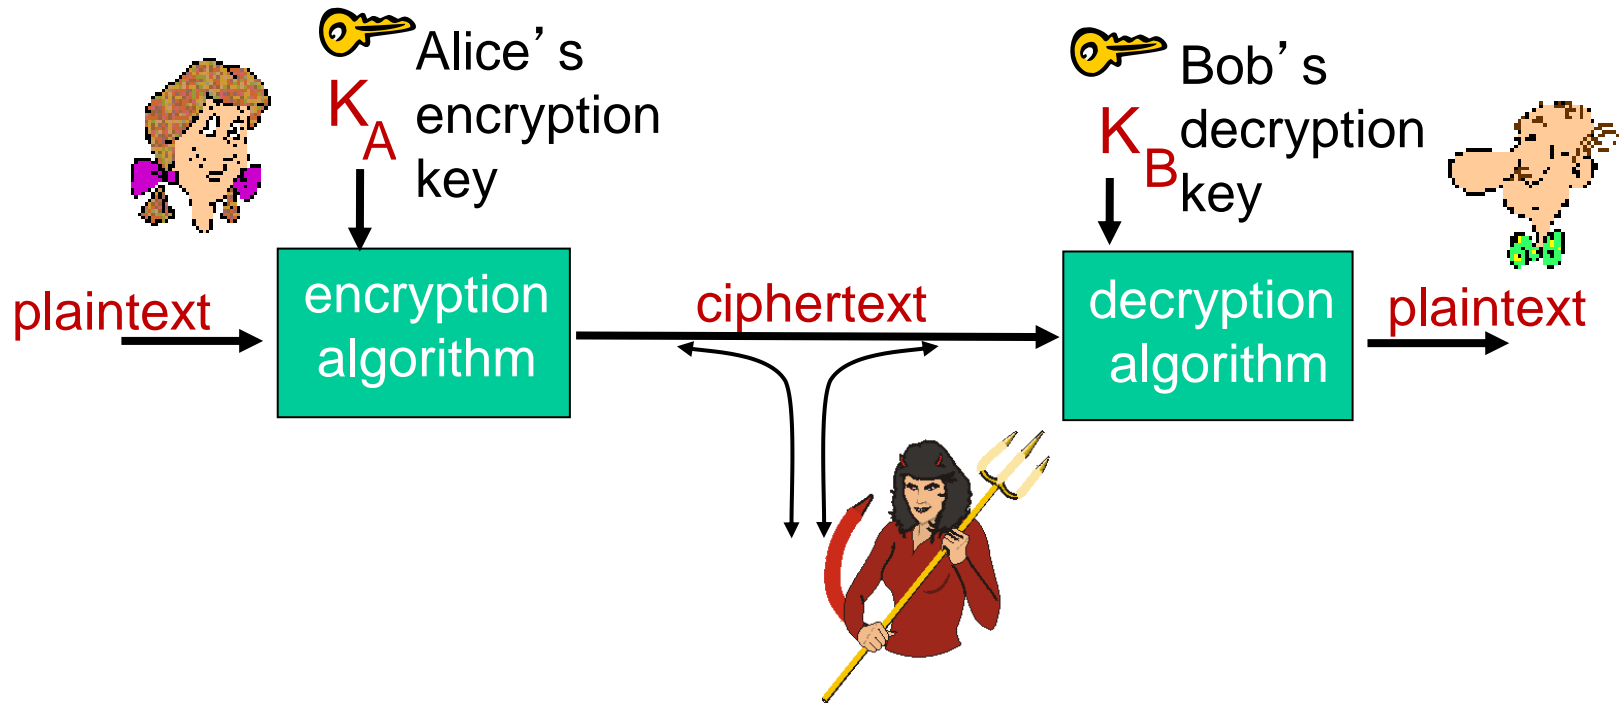 Alice’s
encryption
key
K
A
Bob’s
decryption
key
K
B
plaintext
encryption
algorithm
ciphertext
decryption
algorithm
plaintext